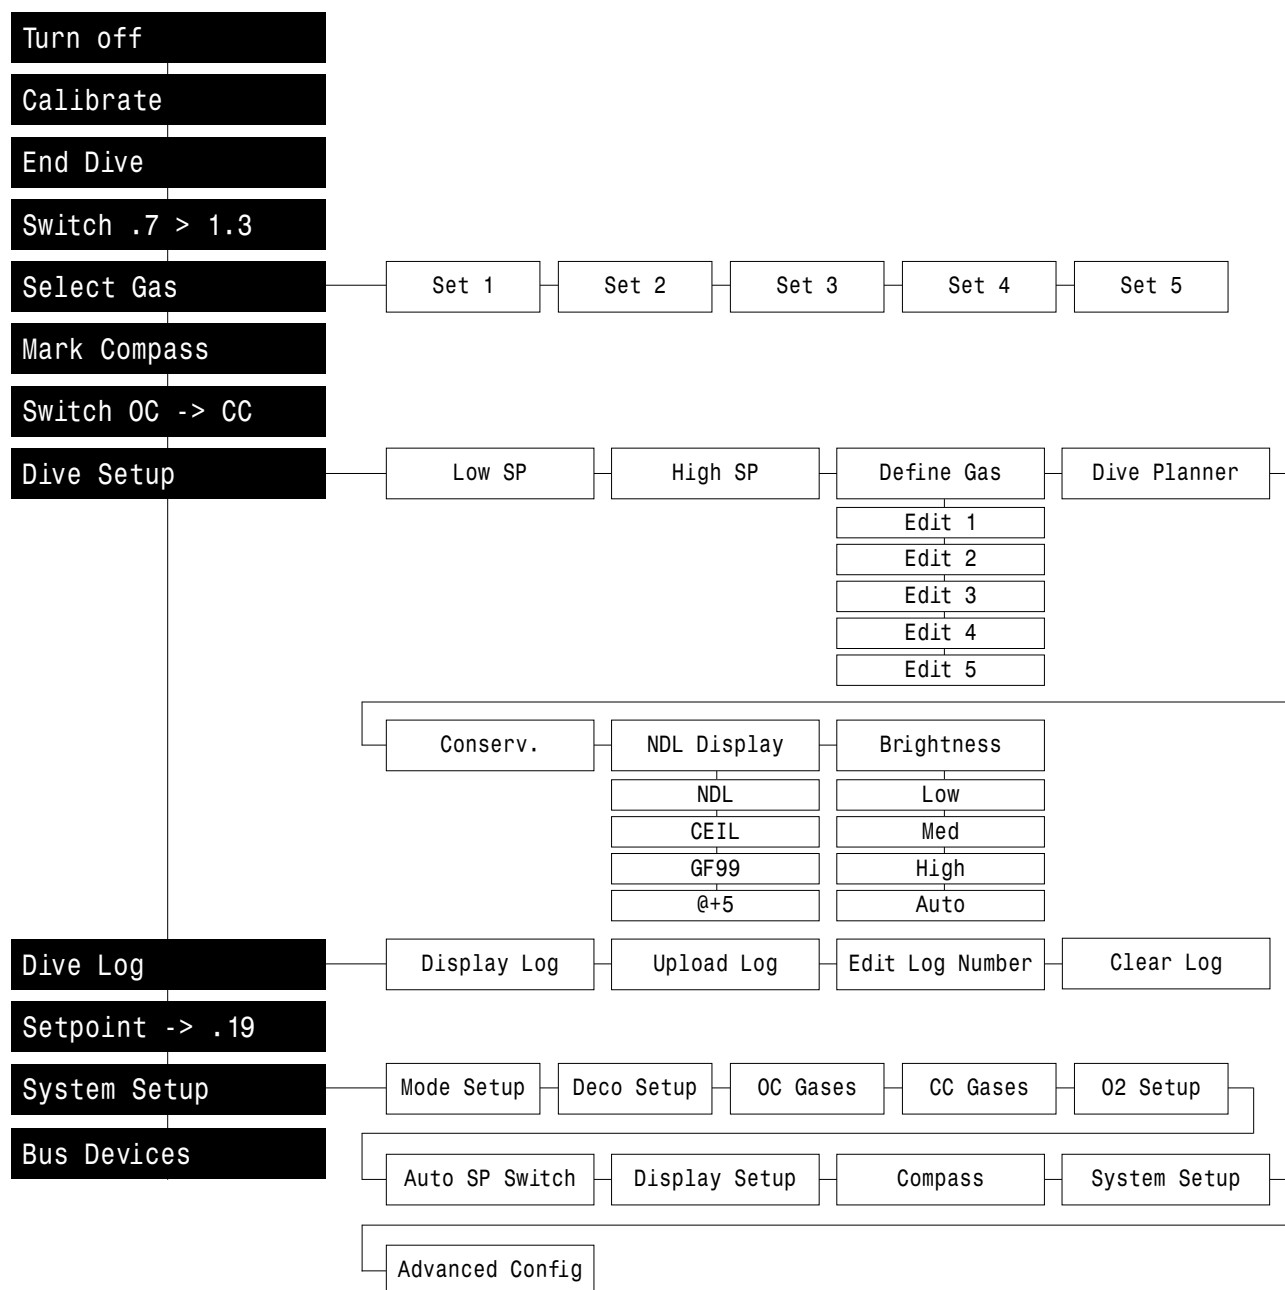 Turn off
Calibrate
End Dive
Switch .7 > 1.3
Select Gas
Set 1
Set 2
Set 3
Set 4
Set 5
Mark Compass
Switch OC -> CC
Dive Setup
Low SP
High SP
Define Gas
Edit 1
Edit 2
Edit 3
Edit 4
Edit 5
Dive Planner
Conserv.
NDL Display
NDL
CEIL
GF99
@+5
Brightness
Low
Med
High
Auto
Dive Log
Display Log
Upload Log
Edit Log Number
Clear Log
Setpoint -> .19
System Setup
Mode Setup
Deco Setup
OC Gases
CC Gases
O2 Setup
Auto SP Switch
Display Setup
Compass
System Setup
Advanced Config
Bus Devices